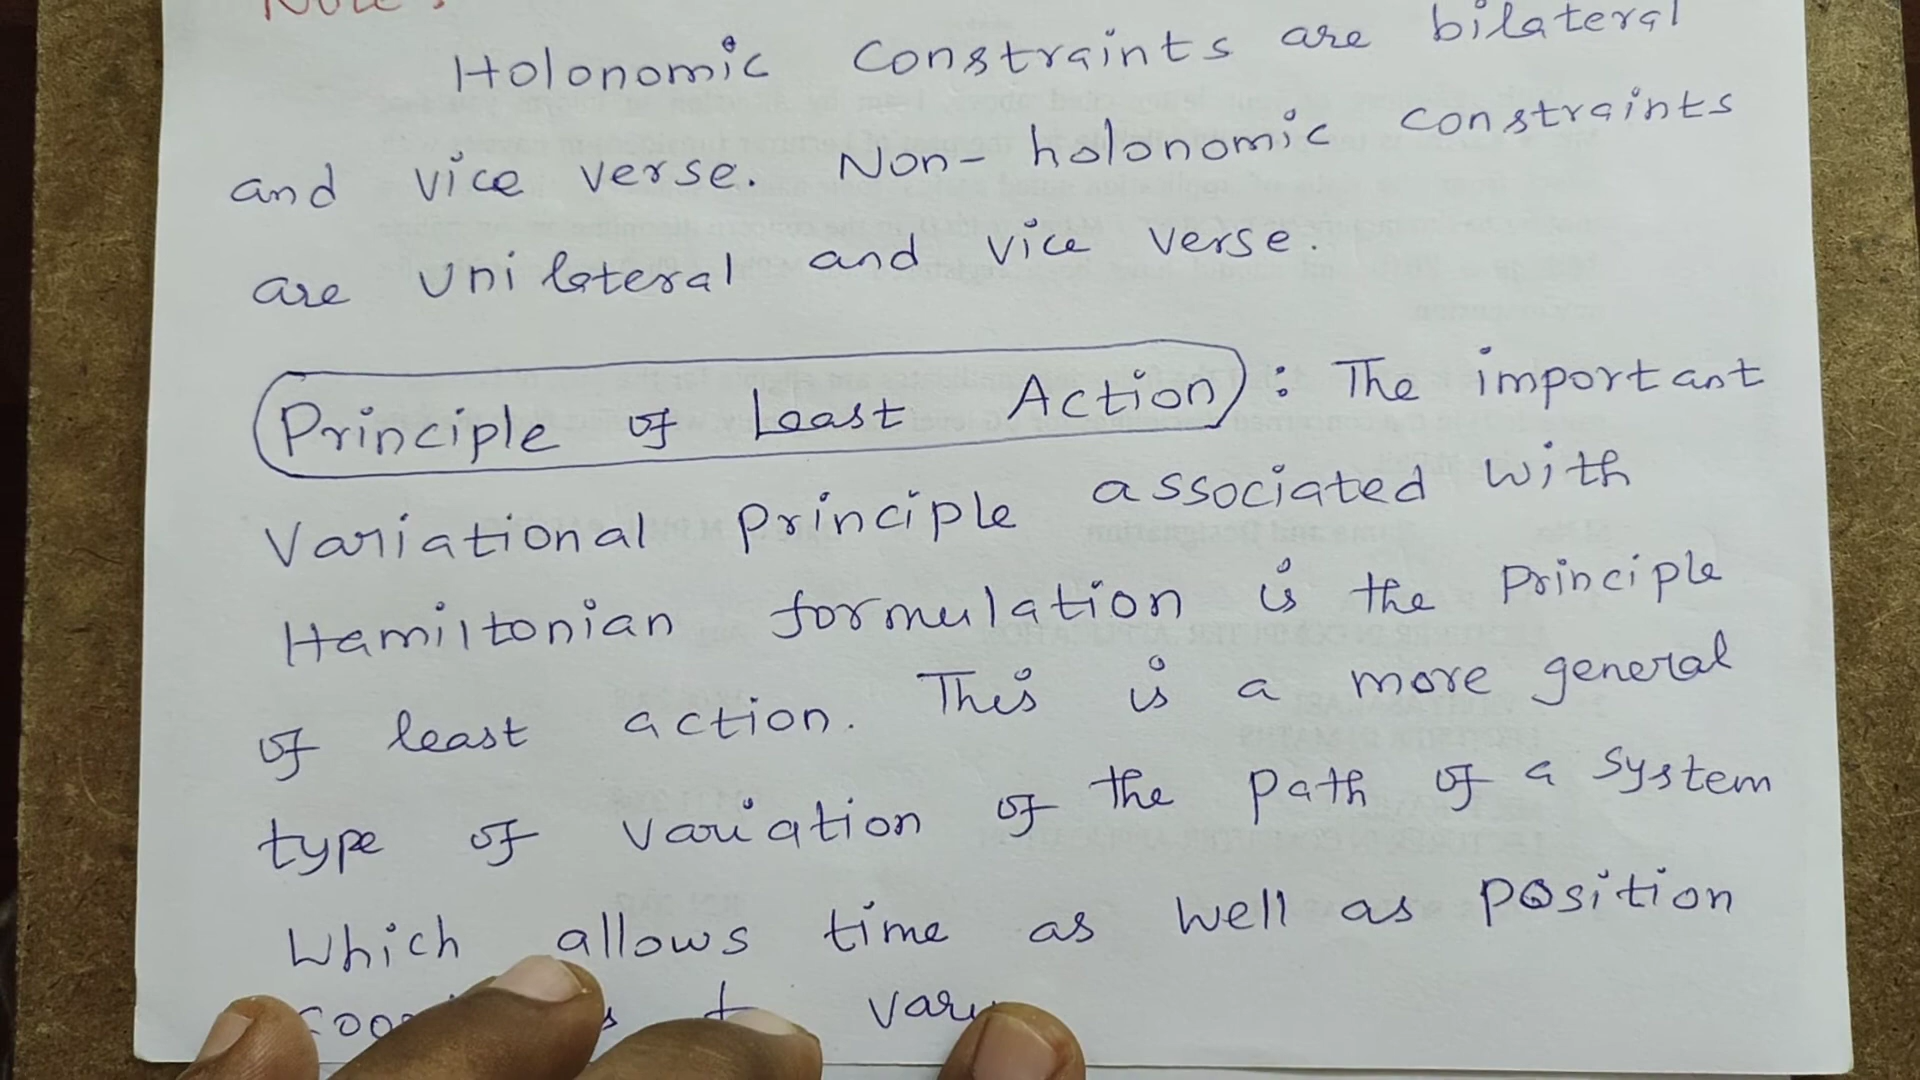 Note:
Holonomic constraints are bilateral
and vice verse. Non-holonomic constraints
are unilateral and vice verse.
Principle of Least Action: The important
Variational principle associated with
Hamiltonian formulation is the principle
of least action. This is a more general
type of variation of the path of a system
which allows time as well as position
vary